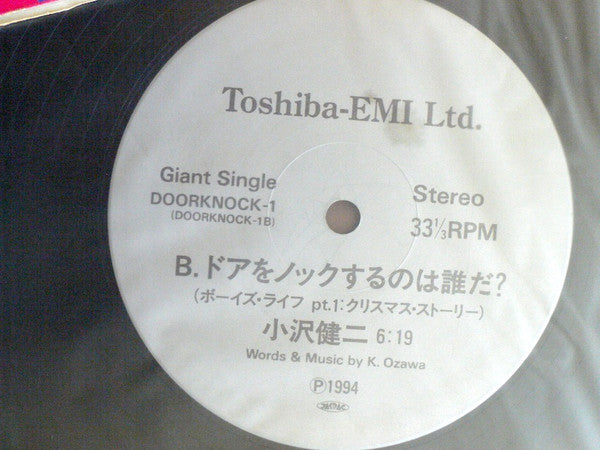 Toshiba-EMI Ltd.
Giant Single
DOORKNOCK-1
(DOORKNOCK-1B)
Stereo
33⅓RPM
B. ドアをノックするのは誰だ?
(ボーイズ・ライフ pt.1:クリスマス・ストーリー)
小沢健二 6:19
Words & Music by K. Ozawa
Ⓟ1994